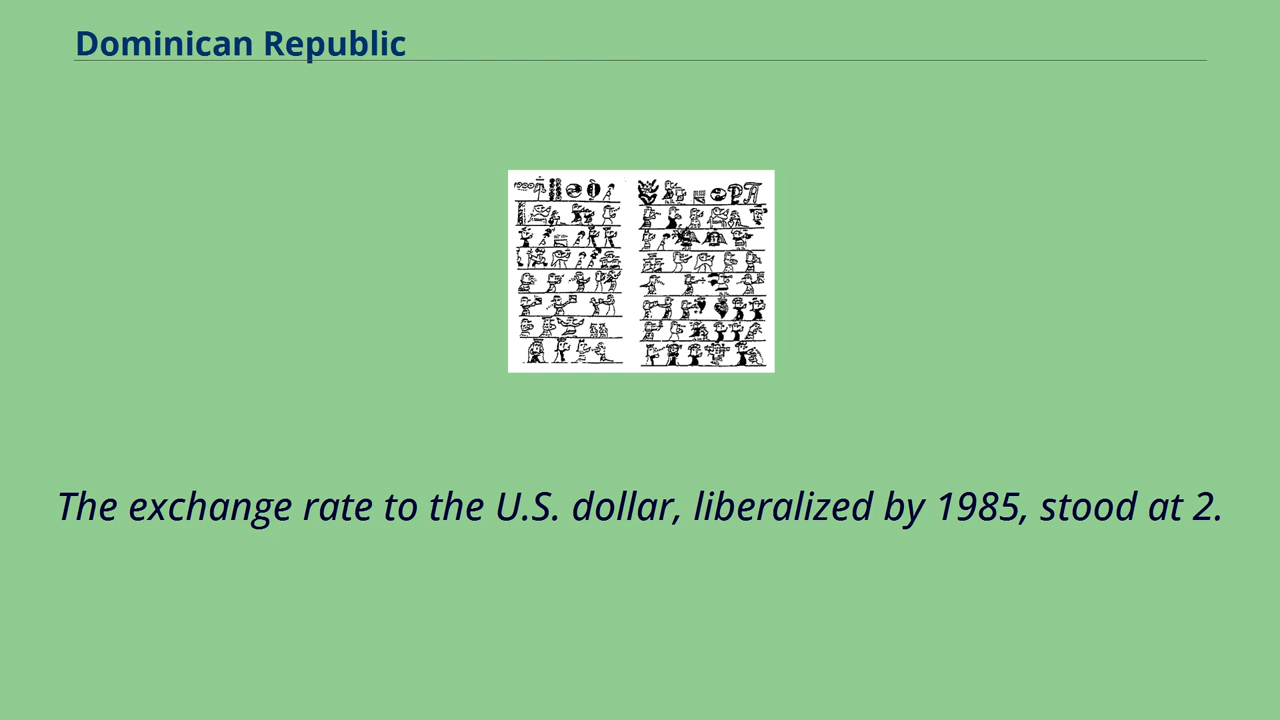 Dominican Republic
The exchange rate to the U.S. dollar, liberalized by 1985, stood at 2.